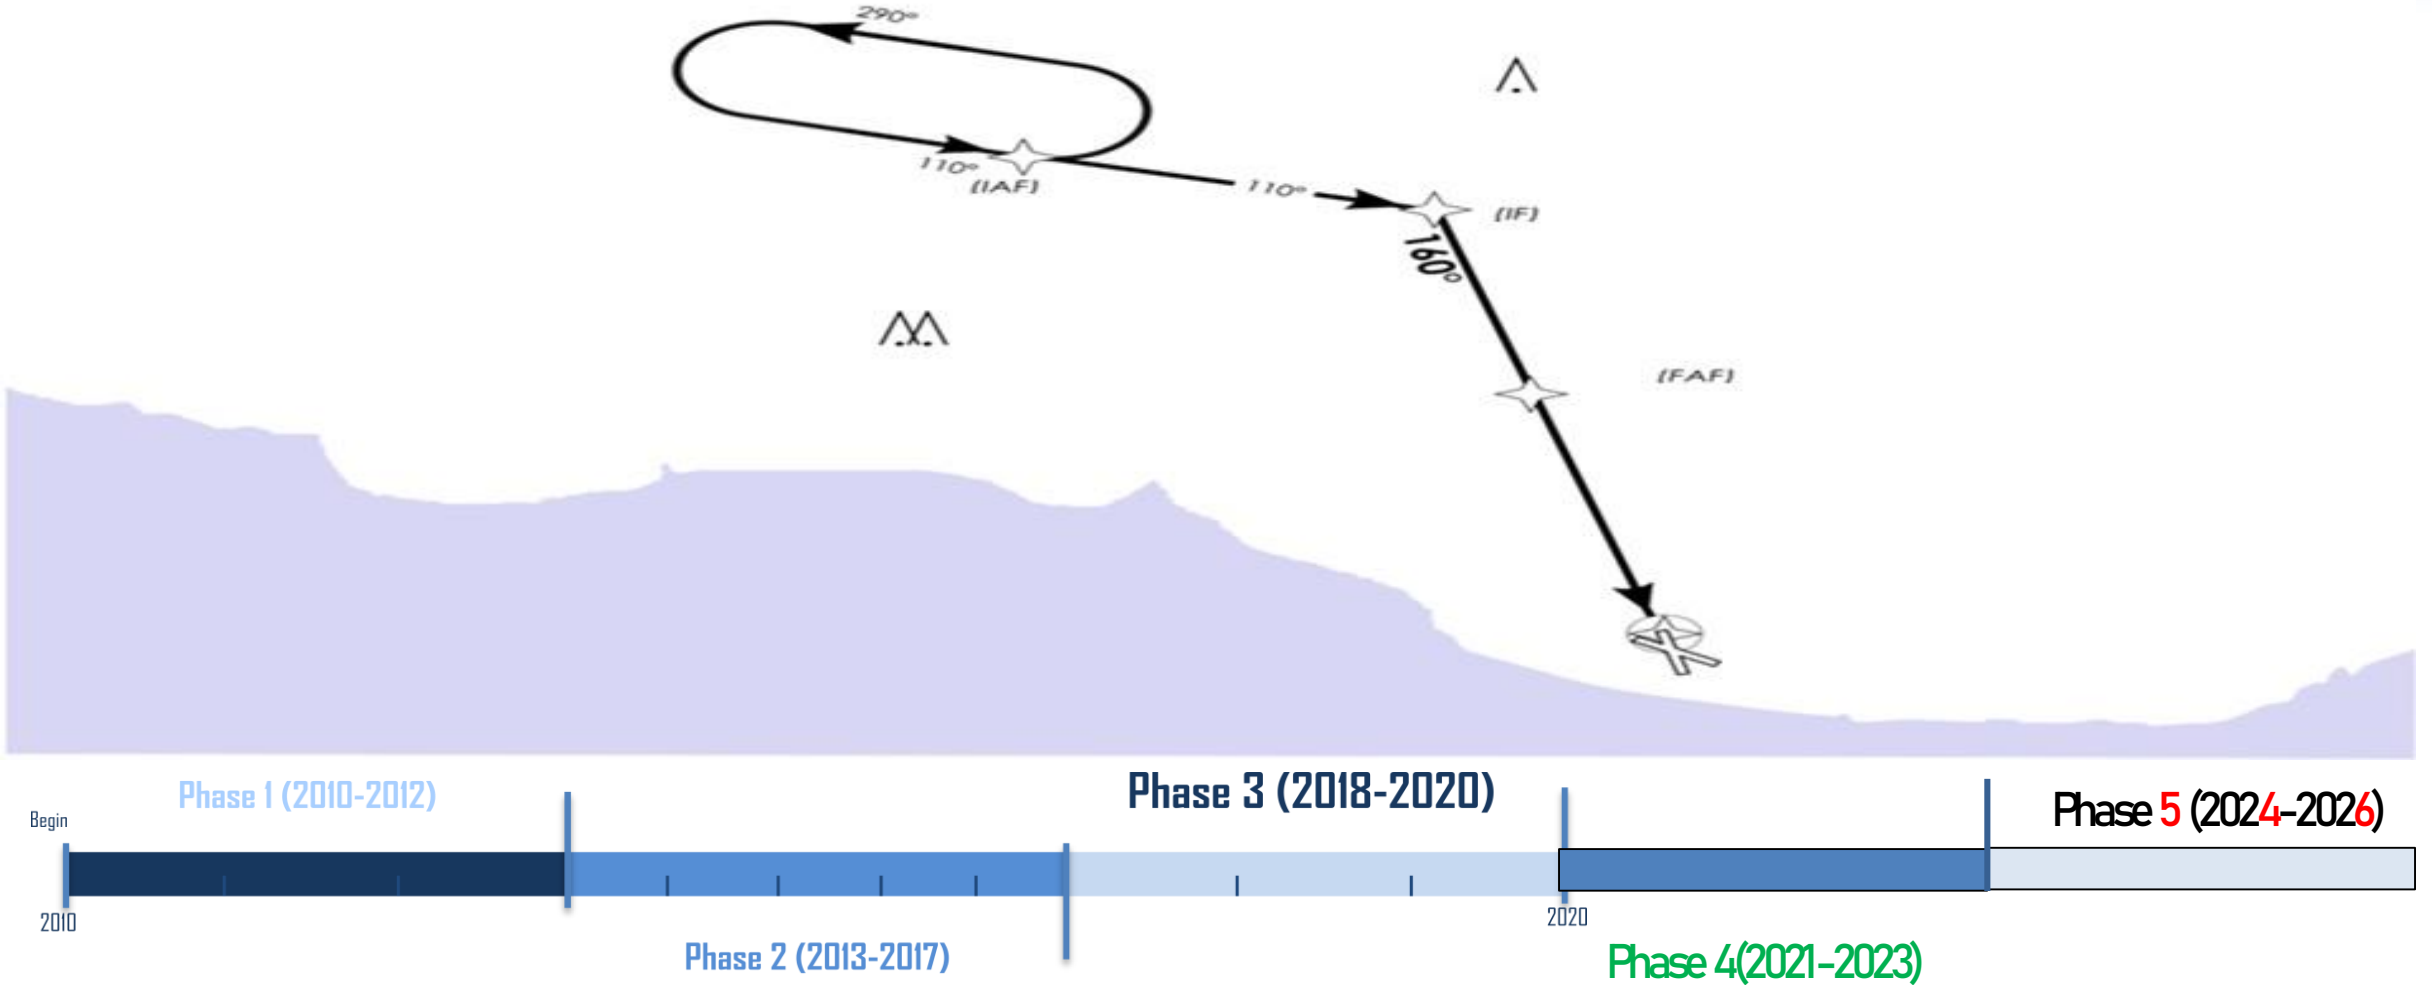 290°
110°
(IAF)
110°
(IF)
160°
(FAF)
Phase 1 (2010-2012)
Phase 3 (2018-2020)
Phase 5 (2024-2026)
Begin
2010
2020
Phase 2 (2013-2017)
Phase 4(2021-2023)